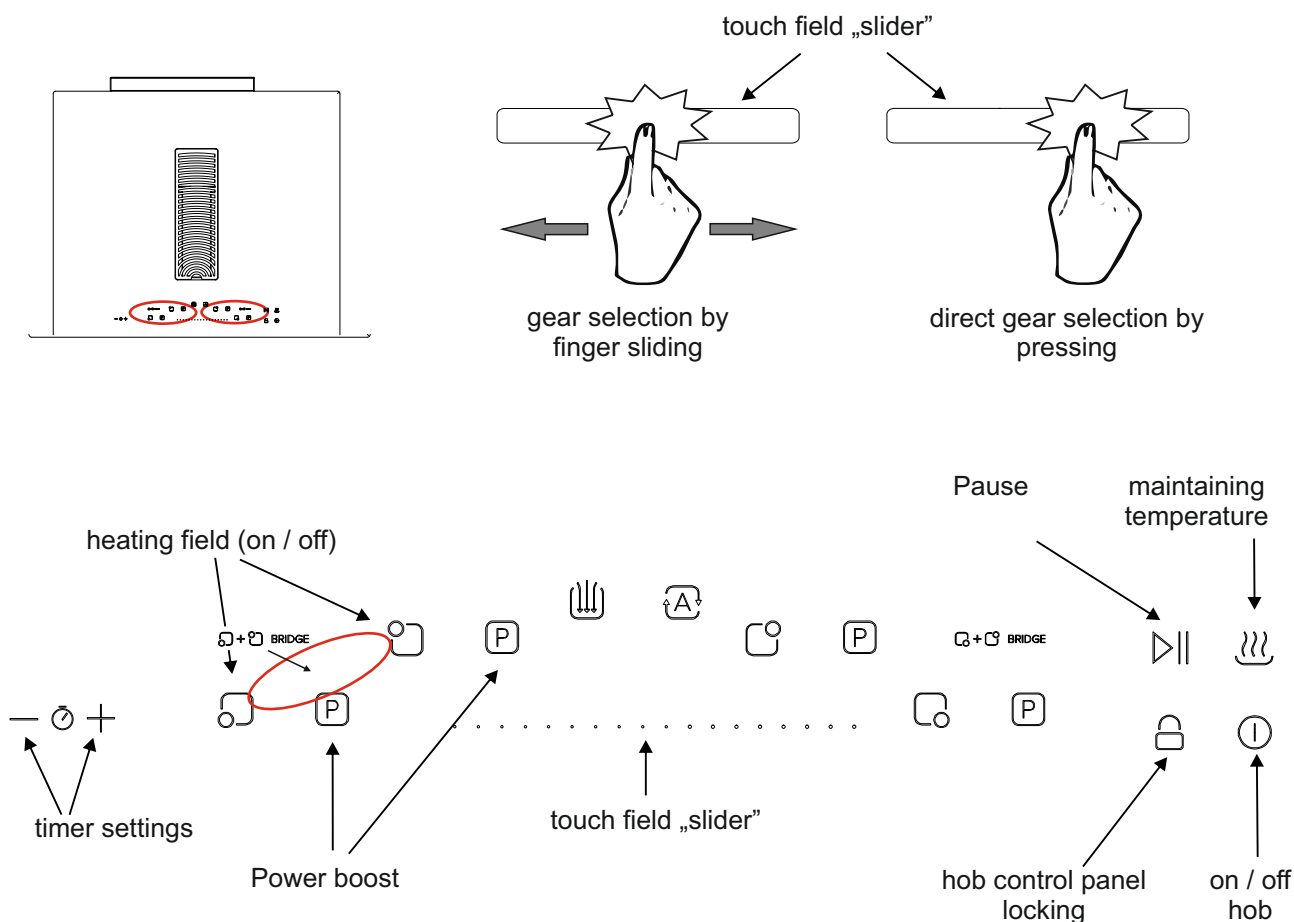 touch field „slider”
gear selection by
finger sliding
direct gear selection by
pressing
Pause
maintaining
temperature
heating field (on / off)
A
+ BRIDGE
P
P
+ BRIDGE
P
P
timer settings
touch field „slider”
Power boost
hob control panel
locking
on / off
hob